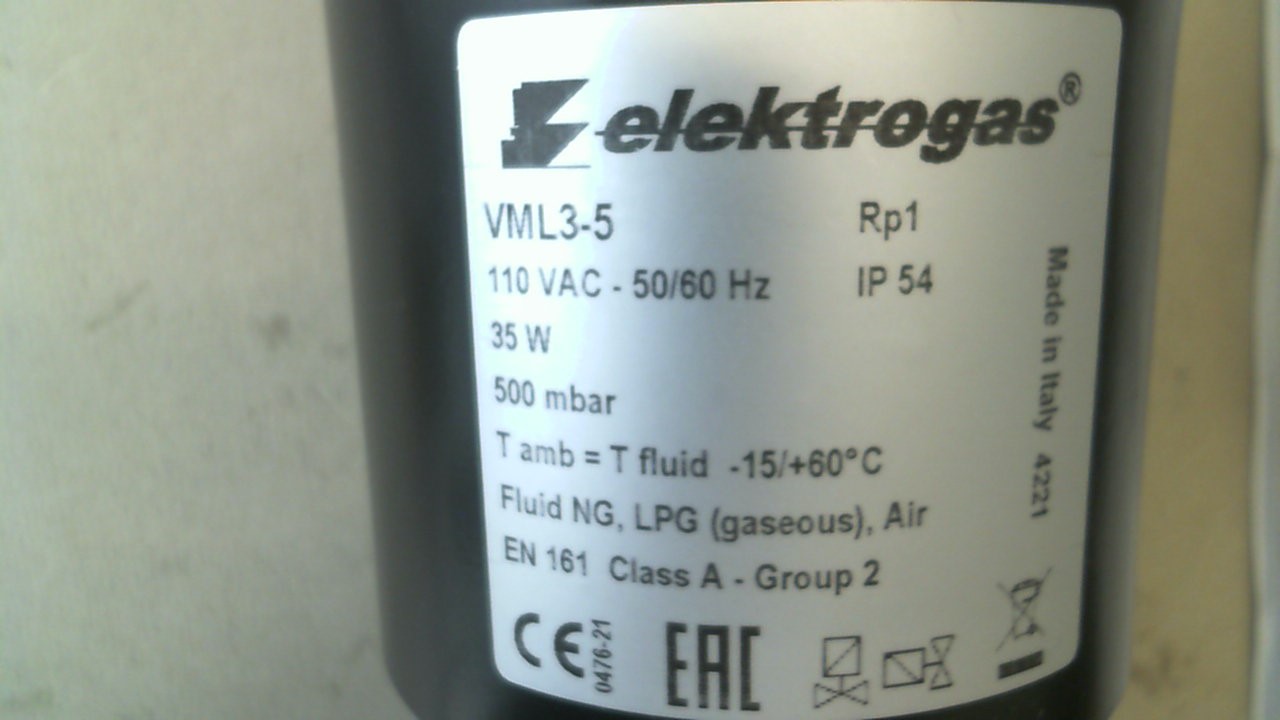 elektrogas®
VML3-5 Rp1
110 VAC - 50/60 Hz IP 54
35 W
500 mbar
T amb = T fluid -15/+60°C
Fluid NG, LPG (gaseous), Air
EN 161 Class A - Group 2
CE 0476-21 EAC
Made in Italy 4221